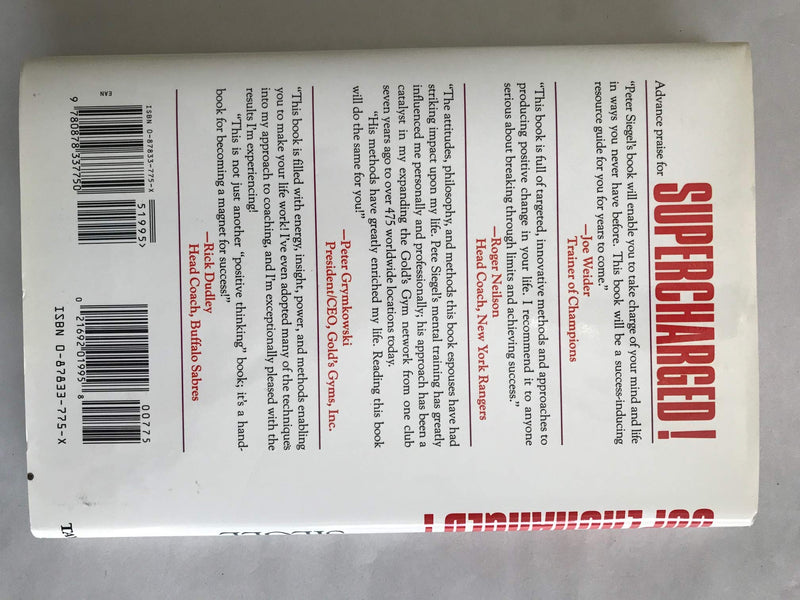 Advance praise for
SUPERCHARGED!
"Peter Siegel's book will enable you to take charge of your mind and life
in ways you never have before. This book will be a success-inducing
resource guide for you for years to come."
—Joe Weider
Trainer of Champions
"This book is full of targeted, innovative methods and approaches to
producing positive change in your life. I recommend it to anyone
serious about breaking through limits and achieving success."
—Roger Neilson
Head Coach, New York Rangers
"The attitudes, philosophy and methods this book espouses have had
striking impact upon my life. Pete Siegel's mental training has greatly
influenced me personally and professionally; his approach has been a
catalyst in my expanding the Gold's Gym network from one club
seven years ago to over 475 worldwide locations today.
"His methods have greatly enriched my life. Reading this book
will do the same for you!"
—Peter Grymkowski
President/CEO, Gold's Gyms, Inc.
"This book is filled with energy, insight, power, and methods enabling
you to make your life work! I've even adopted many of the techniques
into my approach to coaching, and I'm exceptionally pleased with the
results I'm experiencing!
"This is not just another "positive thinking" book; it's a hand-
book for becoming a magnet for success!"
—Rick Dudley
Head Coach, Buffalo Sabres
ISBN 0-87833-775-X
51995>
EAN
9 780878 337750
00775
0 21692 01995 8
ISBN 0-87833-775-X